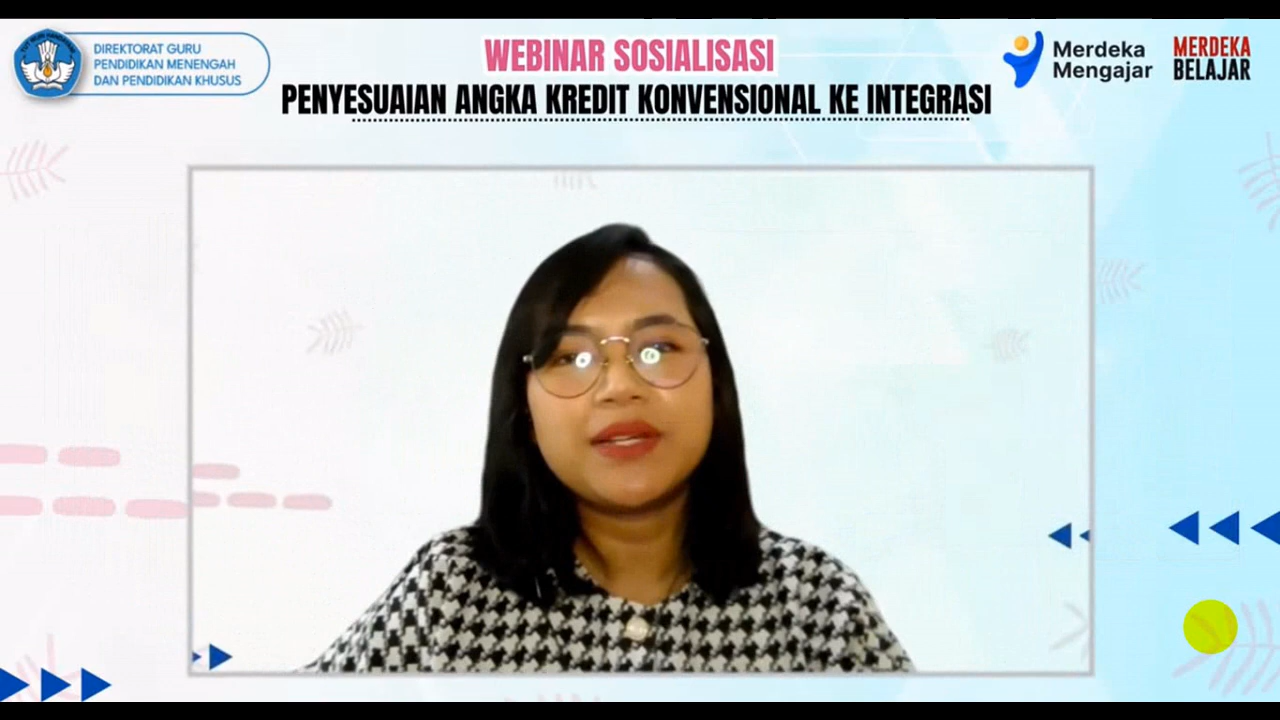 DIREKTORAT GURU
PENDIDIKAN MENENGAH
DAN PENDIDIKAN KHUSUS
WEBINAR SOSIALISASI
PENYESUAIAN ANGKA KREDIT KONVENSIONAL KE INTEGRASI
Merdeka
Mengajar
MERDEKA
BELAJAR